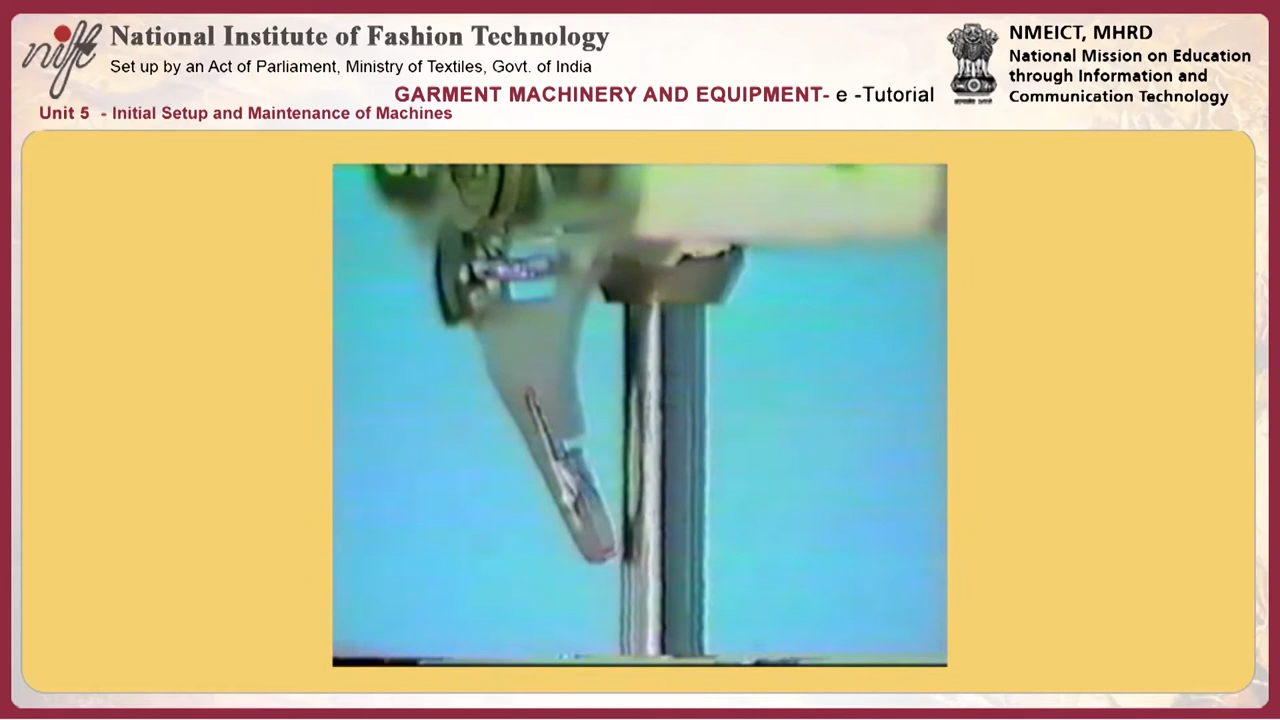 nift
National Institute of Fashion Technology
Set up by an Act of Parliament, Ministry of Textiles, Govt. of India
NMEICT, MHRD
National Mission on Education
through Information and
Communication Technology
GARMENT MACHINERY AND EQUIPMENT- e -Tutorial
Unit 5 - Initial Setup and Maintenance of Machines